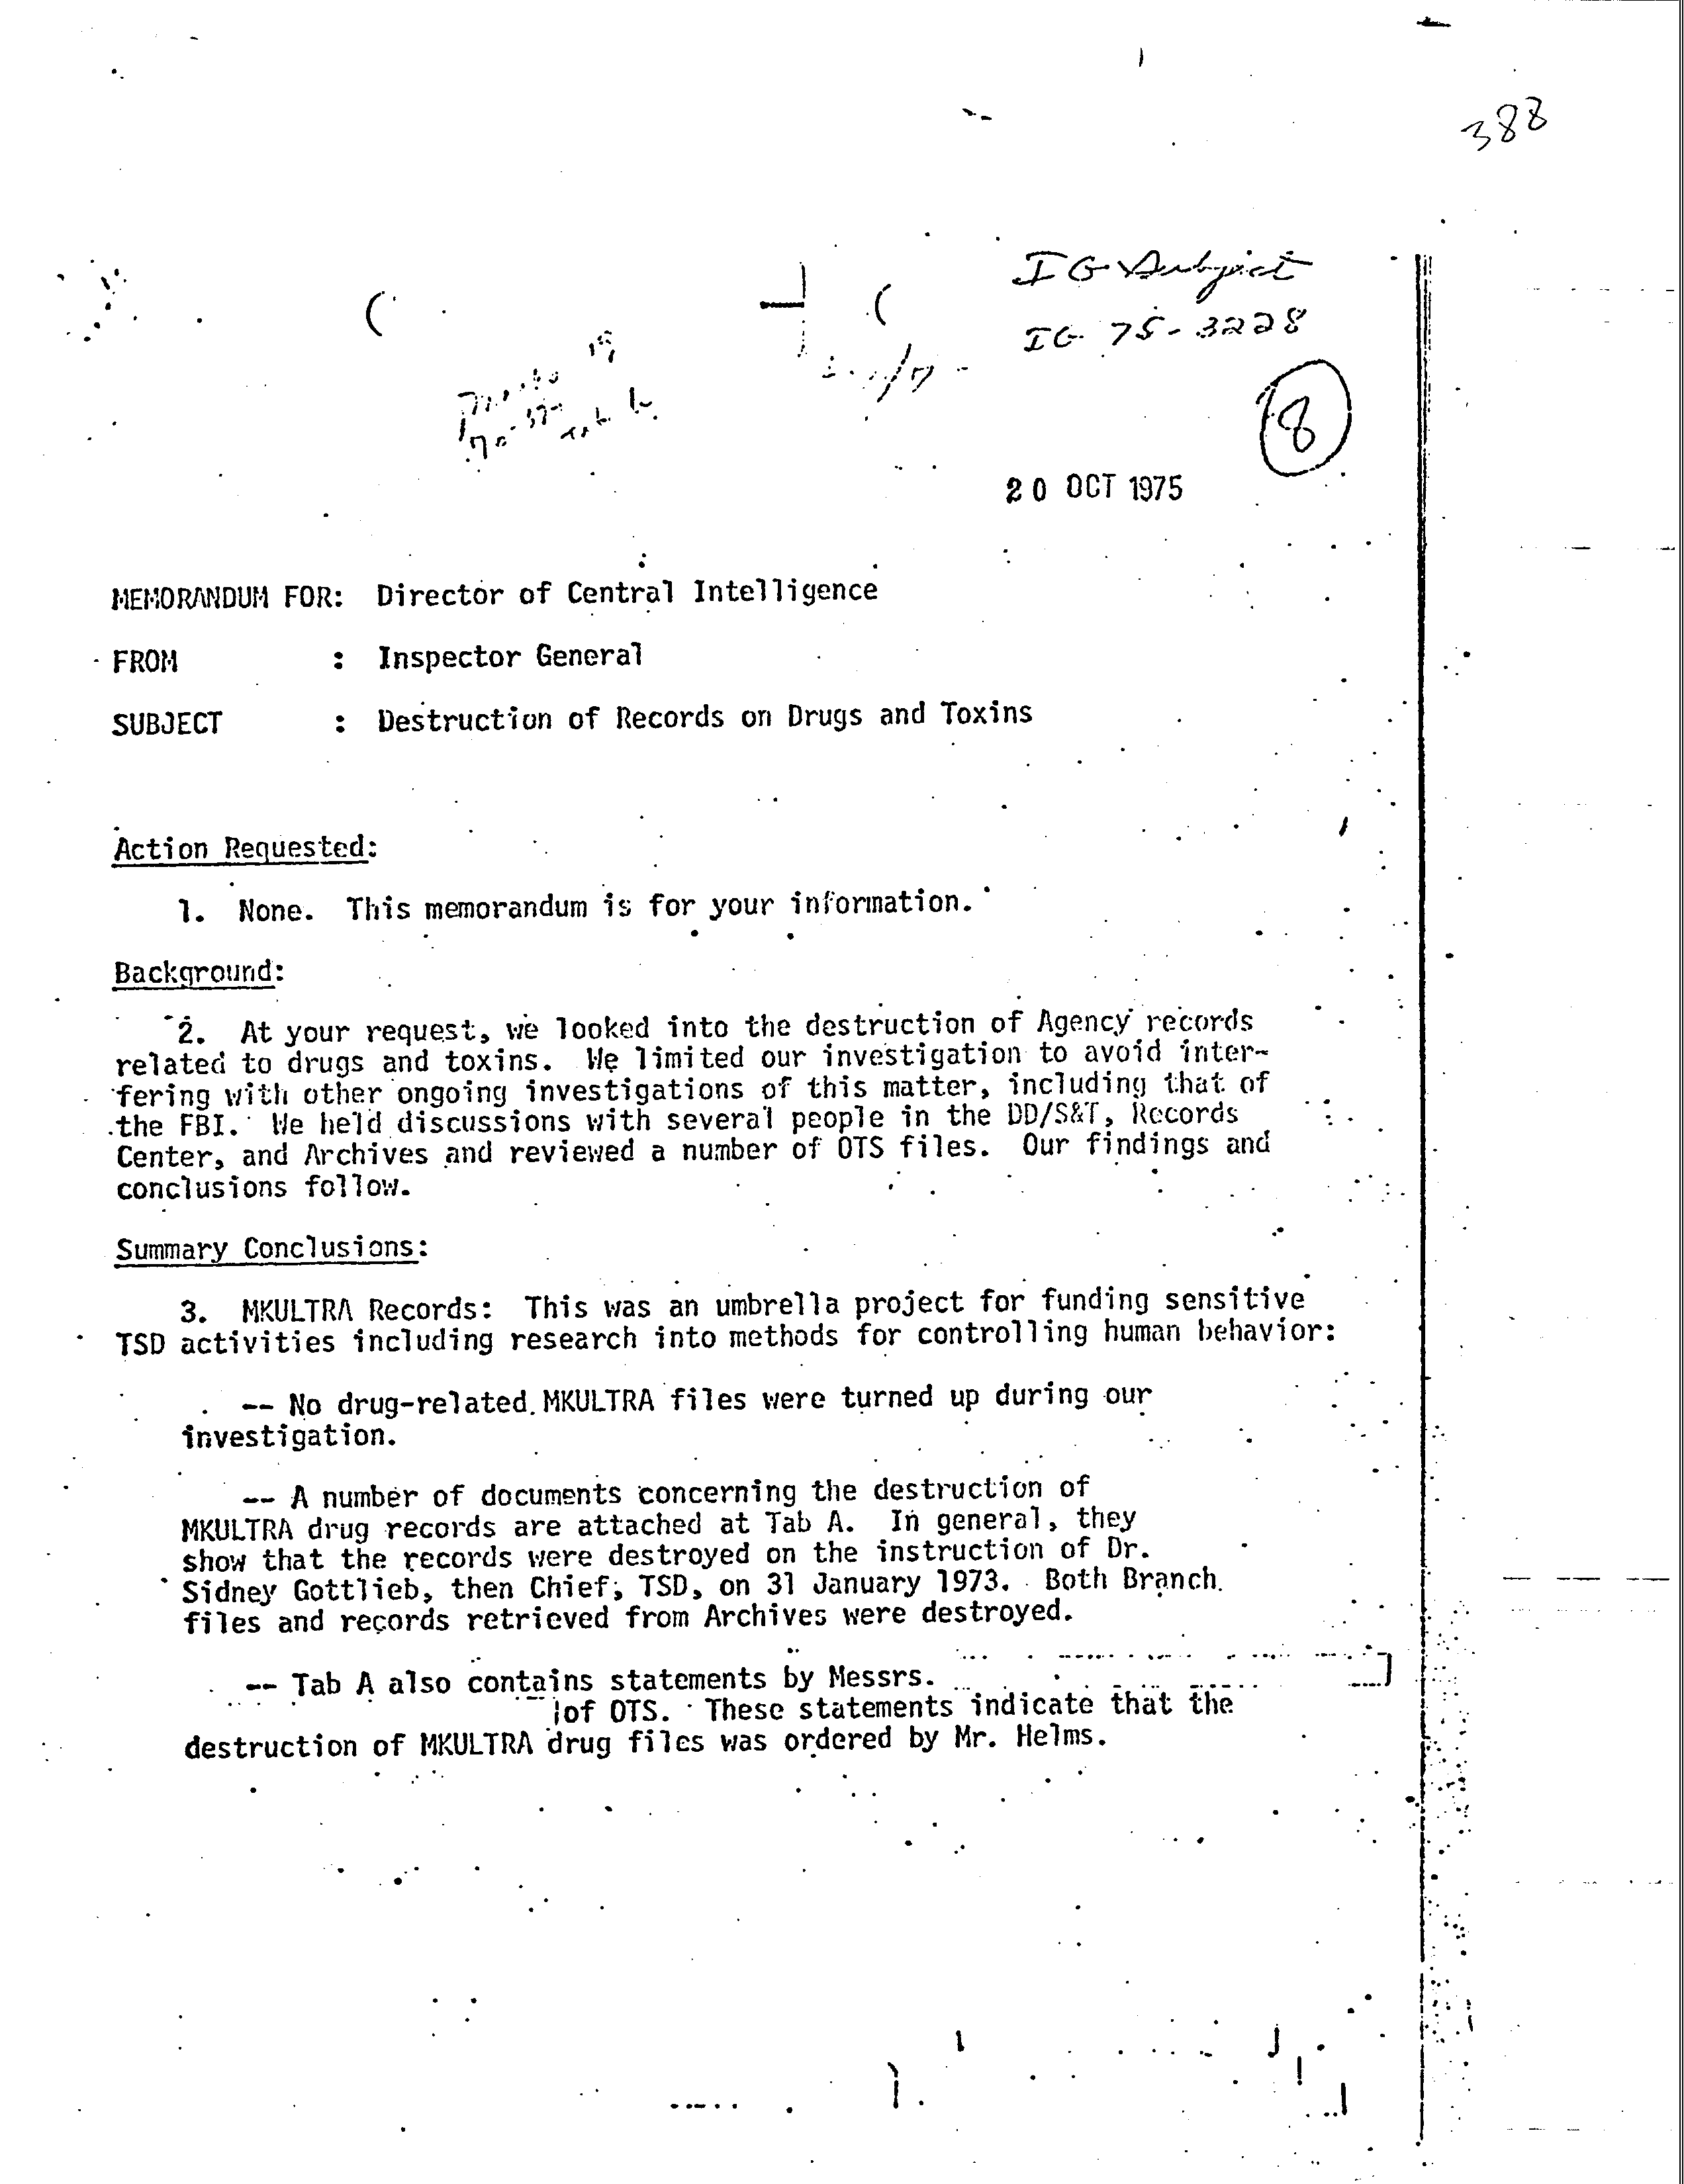 388
IG Subject
IG 75-3228
8
20 OCT 1975
MEMORANDUM FOR: Director of Central Intelligence
FROM : Inspector General
SUBJECT : Destruction of Records on Drugs and Toxins
Action Requested:
1. None. This memorandum is for your information.
Background:
2. At your request, we looked into the destruction of Agency records
related to drugs and toxins. We limited our investigation to avoid inter-
fering with other ongoing investigations of this matter, including that of
the FBI. We held discussions with several people in the DD/S&T, Records
Center, and Archives and reviewed a number of OTS files. Our findings and
conclusions follow.
Summary Conclusions:
3. MKULTRA Records: This was an umbrella project for funding sensitive
TSD activities including research into methods for controlling human behavior:
-- No drug-related MKULTRA files were turned up during our
investigation.
-- A number of documents concerning the destruction of
MKULTRA drug records are attached at Tab A. In general, they
show that the records were destroyed on the instruction of Dr.
Sidney Gottlieb, then Chief, TSD, on 31 January 1973. Both Branch
files and records retrieved from Archives were destroyed.
-- Tab A also contains statements by Messrs.
of OTS. These statements indicate that the
destruction of MKULTRA drug files was ordered by Mr. Helms.